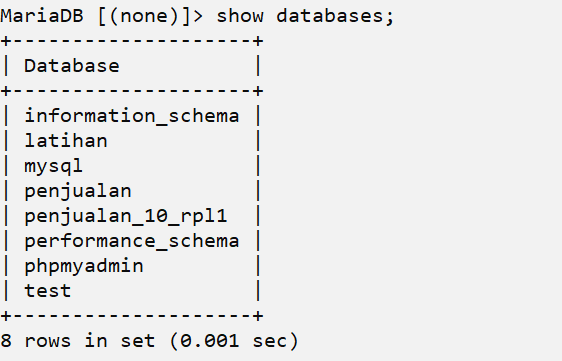 MariaDB [(none)]> show databases;
+--------------------+
| Database           |
+--------------------+
| information_schema |
| latihan            |
| mysql              |
| penjualan          |
| penjualan_10_rpl1  |
| performance_schema |
| phpmyadmin         |
| test               |
+--------------------+
8 rows in set (0.001 sec)